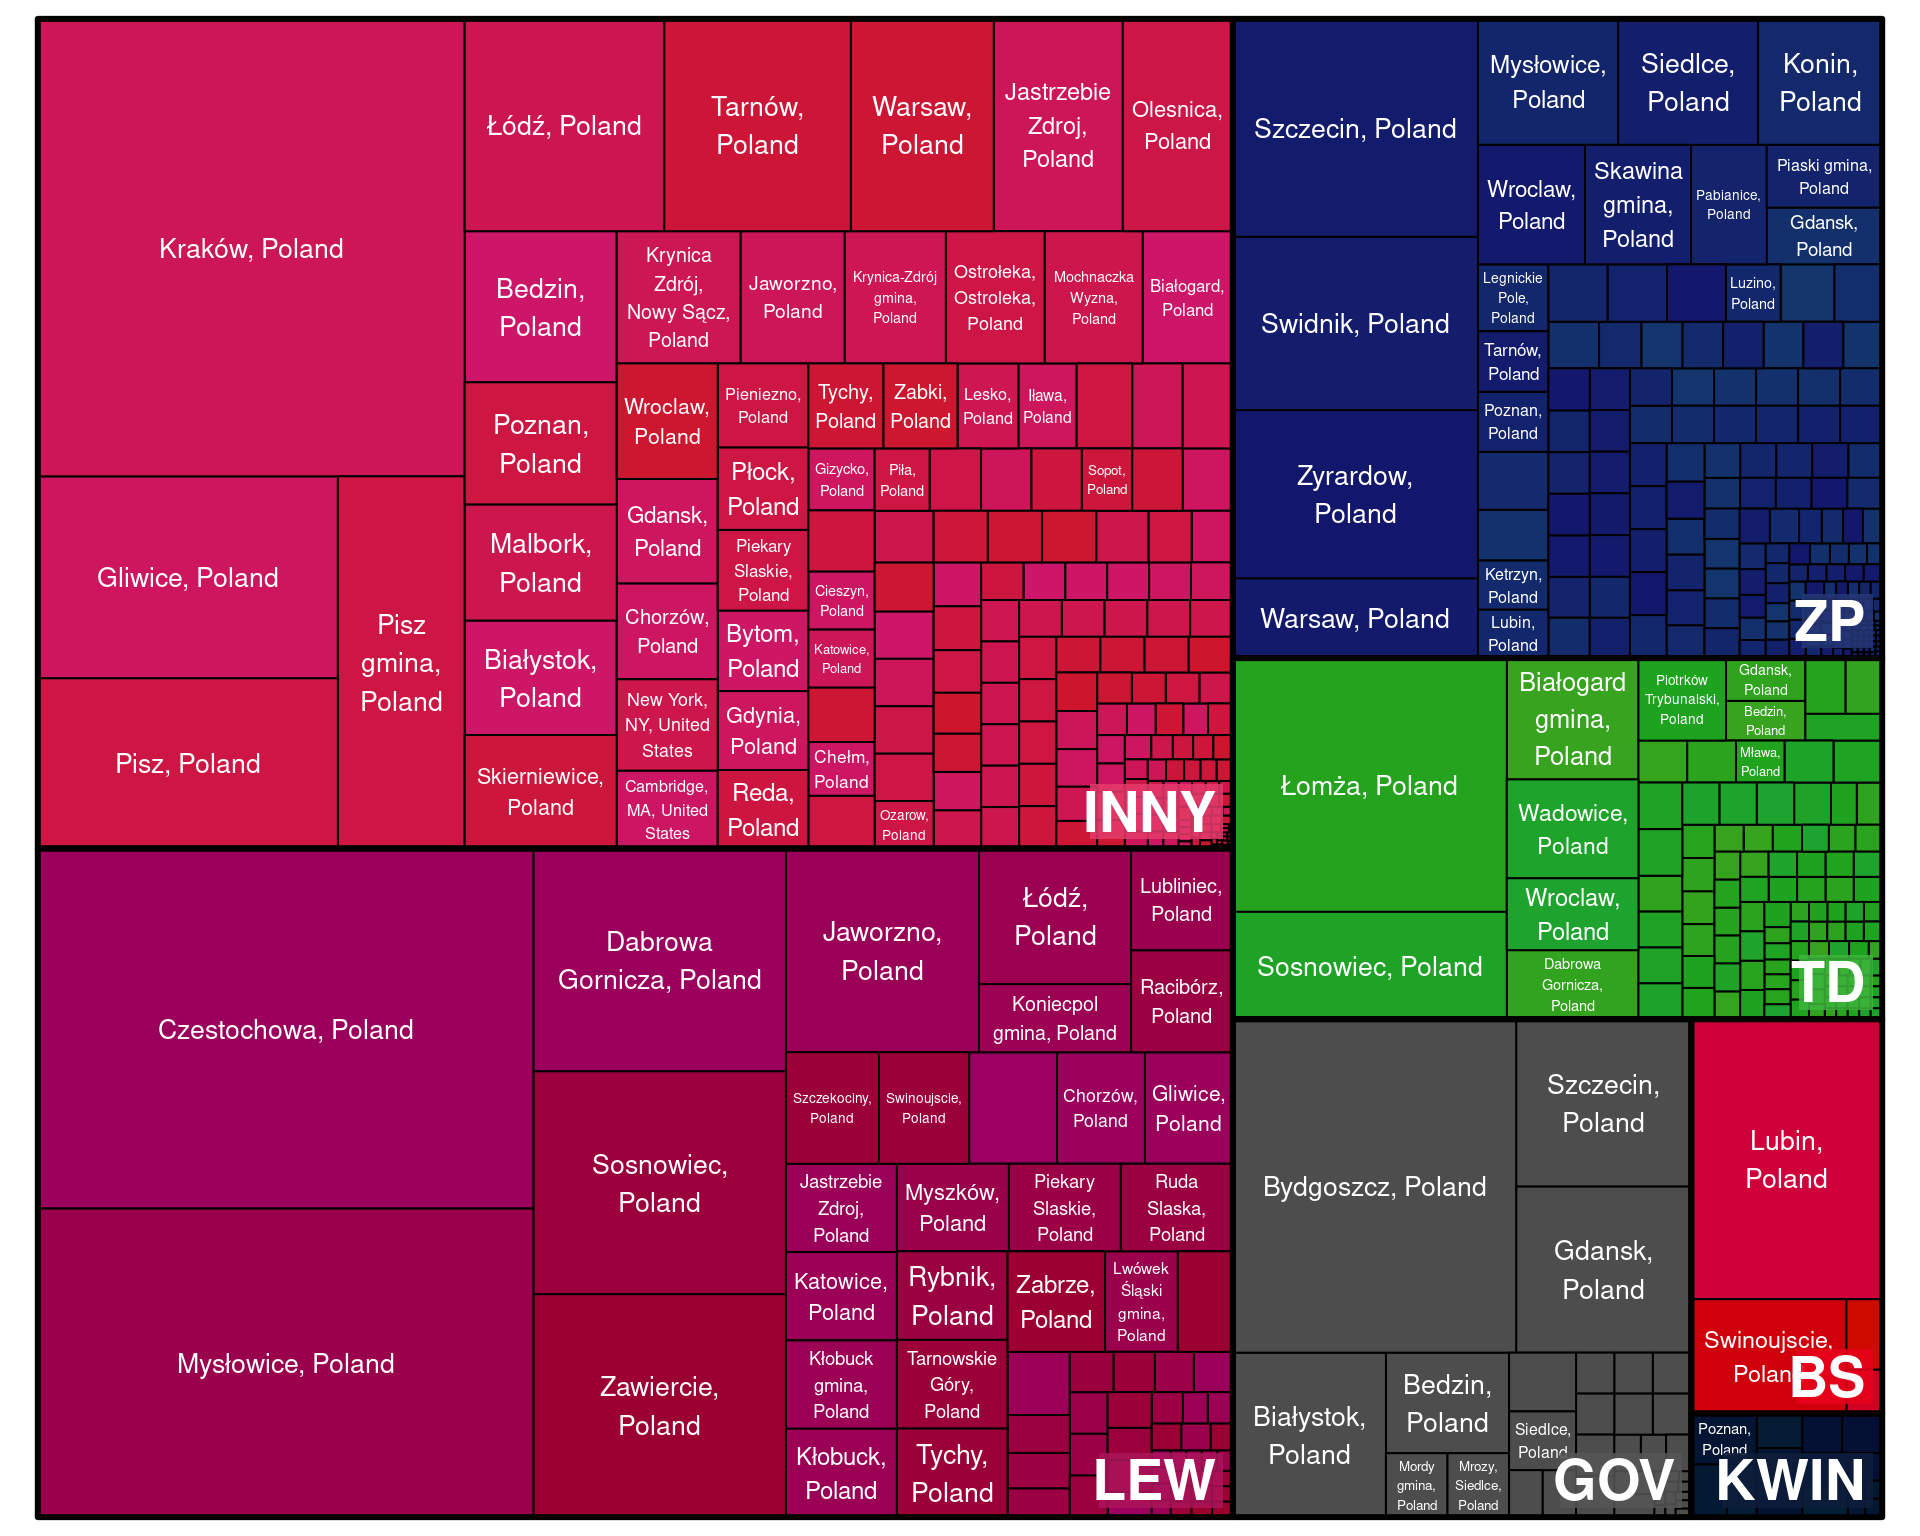 Kraków, Poland
Łódź, Poland
Tarnów,
Poland
Warsaw,
Poland
Jastrzebie
Zdroj,
Poland
Olesnica,
Poland
Gliwice, Poland
Pisz, Poland
Pisz
gmina,
Poland
Bedzin,
Poland
Poznan,
Poland
Malbork,
Poland
Białystok,
Poland
Skierniewice,
Poland
Krynica
Zdrój,
Nowy Sącz,
Poland
Jaworzno,
Poland
Krynica-Zdrój
gmina,
Poland
Ostrołeka,
Ostroleka,
Poland
Mochnaczka
Wyzna,
Poland
Białogard,
Poland
Wroclaw,
Poland
Gdansk,
Poland
Chorzów,
Poland
New York,
NY, United
States
Cambridge,
MA, United
States
Pieniezno,
Poland
Płock,
Poland
Piekary
Slaskie,
Poland
Bytom,
Poland
Gdynia,
Poland
Reda,
Poland
Tychy,
Poland
Zabki,
Poland
Lesko,
Poland
Iława,
Poland
Gizycko,
Poland
Piła,
Poland
Sopot,
Poland
Cieszyn,
Poland
Katowice,
Poland
Chełm,
Poland
Ozarow,
Poland
INNY
Szczecin, Poland
Swidnik, Poland
Zyrardow,
Poland
Warsaw, Poland
Mysłowice,
Poland
Siedlce,
Poland
Konin,
Poland
Wroclaw,
Poland
Skawina
gmina,
Poland
Pabianice,
Poland
Piaski gmina,
Poland
Gdansk,
Poland
Legnickie
Pole,
Poland
Luzino,
Poland
Tarnów,
Poland
Poznan,
Poland
Ketrzyn,
Poland
Lubin,
Poland
ZP
Łomża, Poland
Sosnowiec, Poland
Białogard
gmina,
Poland
Wadowice,
Poland
Wroclaw,
Poland
Dabrowa
Gornicza,
Poland
Piotrków
Trybunalski,
Poland
Gdansk,
Poland
Bedzin,
Poland
Mława,
Poland
TD
Czestochowa, Poland
Mysłowice, Poland
Dabrowa
Gornicza, Poland
Sosnowiec,
Poland
Zawiercie,
Poland
Jaworzno,
Poland
Łódź,
Poland
Koniecpol
gmina, Poland
Lubliniec,
Poland
Racibórz,
Poland
Szczekociny,
Poland
Swinoujscie,
Poland
Chorzów,
Poland
Gliwice,
Poland
Jastrzebie
Zdroj,
Poland
Myszków,
Poland
Piekary
Slaskie,
Poland
Ruda
Slaska,
Poland
Katowice,
Poland
Rybnik,
Poland
Zabrze,
Poland
Lwówek
Śląski
gmina,
Poland
Kłobuck
gmina,
Poland
Tarnowskie
Góry,
Poland
Kłobuck,
Poland
Tychy,
Poland
LEW
Bydgoszcz, Poland
Szczecin,
Poland
Gdansk,
Poland
Białystok,
Poland
Bedzin,
Poland
Mordy
gmina,
Poland
Mrozy,
Siedlce,
Poland
Siedlce,
Poland
GOV
Lubin,
Poland
Swinoujscie,
Poland
BS
Poznan,
Poland
KWIN